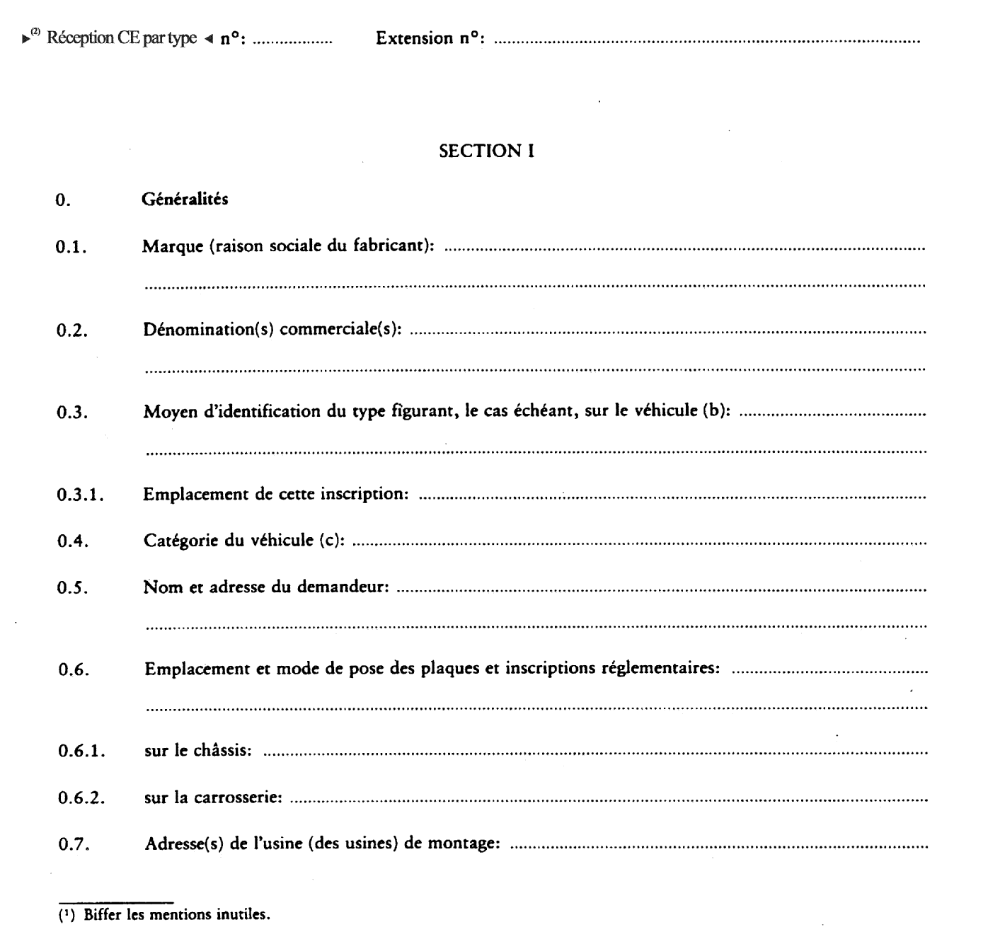 ►(2) Réception CE par type ◄ nº: .................. Extension nº: ................................................................................
SECTION I
0. Généralités
0.1. Marque (raison sociale du fabricant): ................................................................................
................................................................................
0.2. Dénomination(s) commerciale(s): ................................................................................
................................................................................
0.3. Moyen d'identification du type figurant, le cas échéant, sur le véhicule (b): ........................................
................................................................................
0.3.1. Emplacement de cette inscription: ................................................................................
0.4. Catégorie du véhicule (c): ................................................................................
0.5. Nom et adresse du demandeur: ................................................................................
................................................................................
0.6. Emplacement et mode de pose des plaques et inscriptions réglementaires: ........................................
................................................................................
0.6.1. sur le châssis: ................................................................................
0.6.2. sur la carrosserie: ................................................................................
0.7. Adresse(s) de l'usine (des usines) de montage: ................................................................................
(¹) Biffer les mentions inutiles.